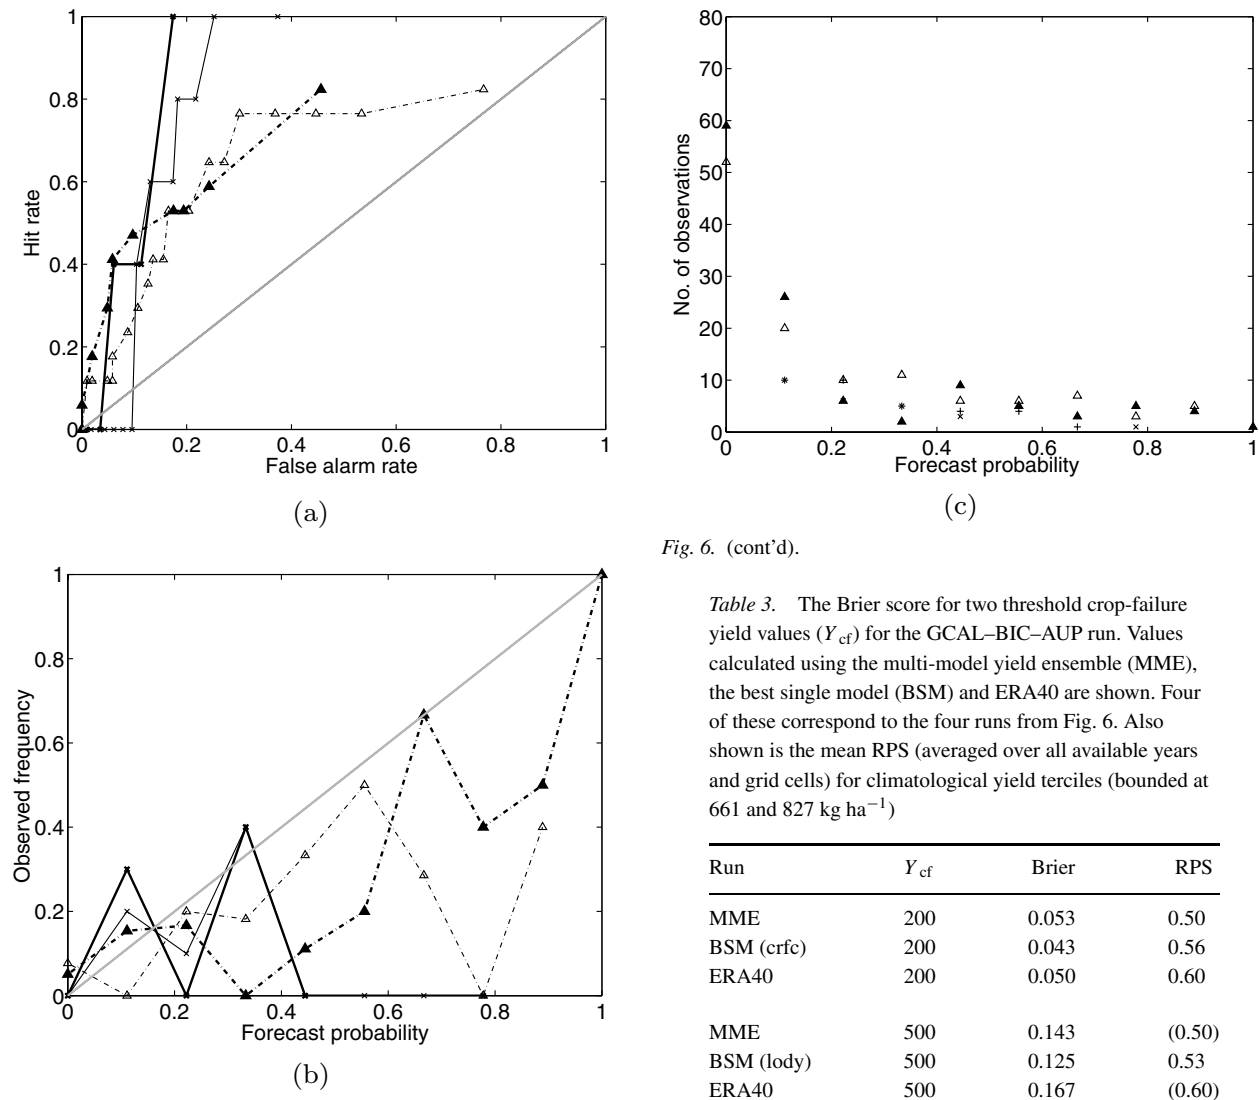 1
0.8
0.6
0.4
0.2
0
0 0.2 0.4 0.6 0.8 1
Hit rate
False alarm rate
(a)
1
0.8
0.6
0.4
0.2
0
0 0.2 0.4 0.6 0.8 1
Observed frequency
Forecast probability
(b)
80
70
60
50
40
30
20
10
0
0 0.2 0.4 0.6 0.8 1
No. of observations
Forecast probability
(c)
Fig. 6. (cont'd).
Table 3. The Brier score for two threshold crop-failure
yield values (Ycf) for the GCAL–BIC–AUP run. Values
calculated using the multi-model yield ensemble (MME),
the best single model (BSM) and ERA40 are shown. Four
of these correspond to the four runs from Fig. 6. Also
shown is the mean RPS (averaged over all available years
and grid cells) for climatological yield terciles (bounded at
661 and 827 kg ha−1)
Run Ycf Brier RPS
MME 200 0.053 0.50
BSM (crfc) 200 0.043 0.56
ERA40 200 0.050 0.60
MME 500 0.143 (0.50)
BSM (lody) 500 0.125 0.53
ERA40 500 0.167 (0.60)